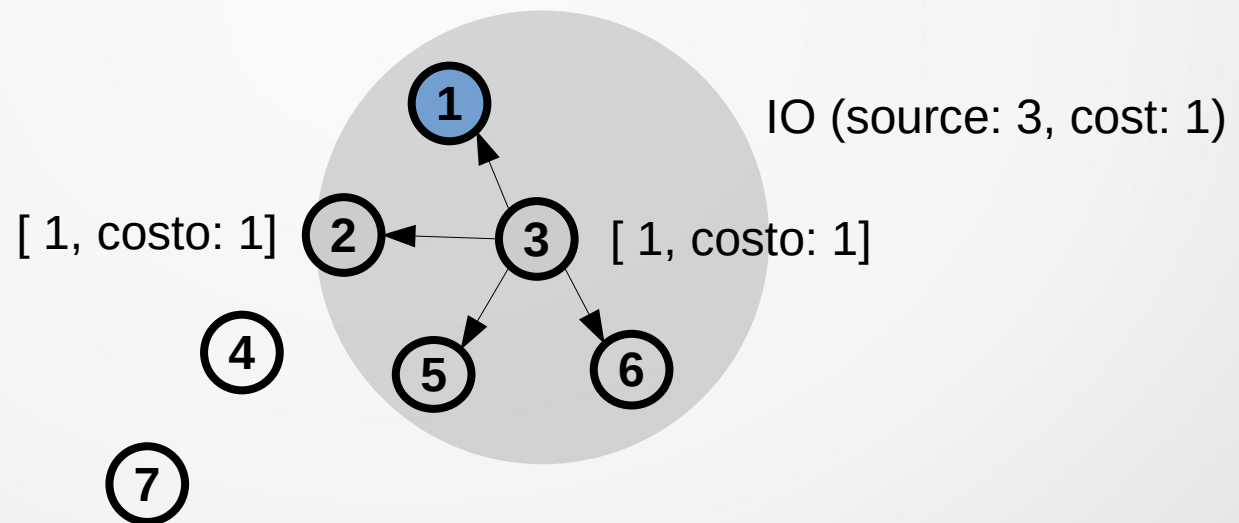 1
IO (source: 3, cost: 1)
[ 1, costo: 1]
2
3
[ 1, costo: 1]
4
5
6
7